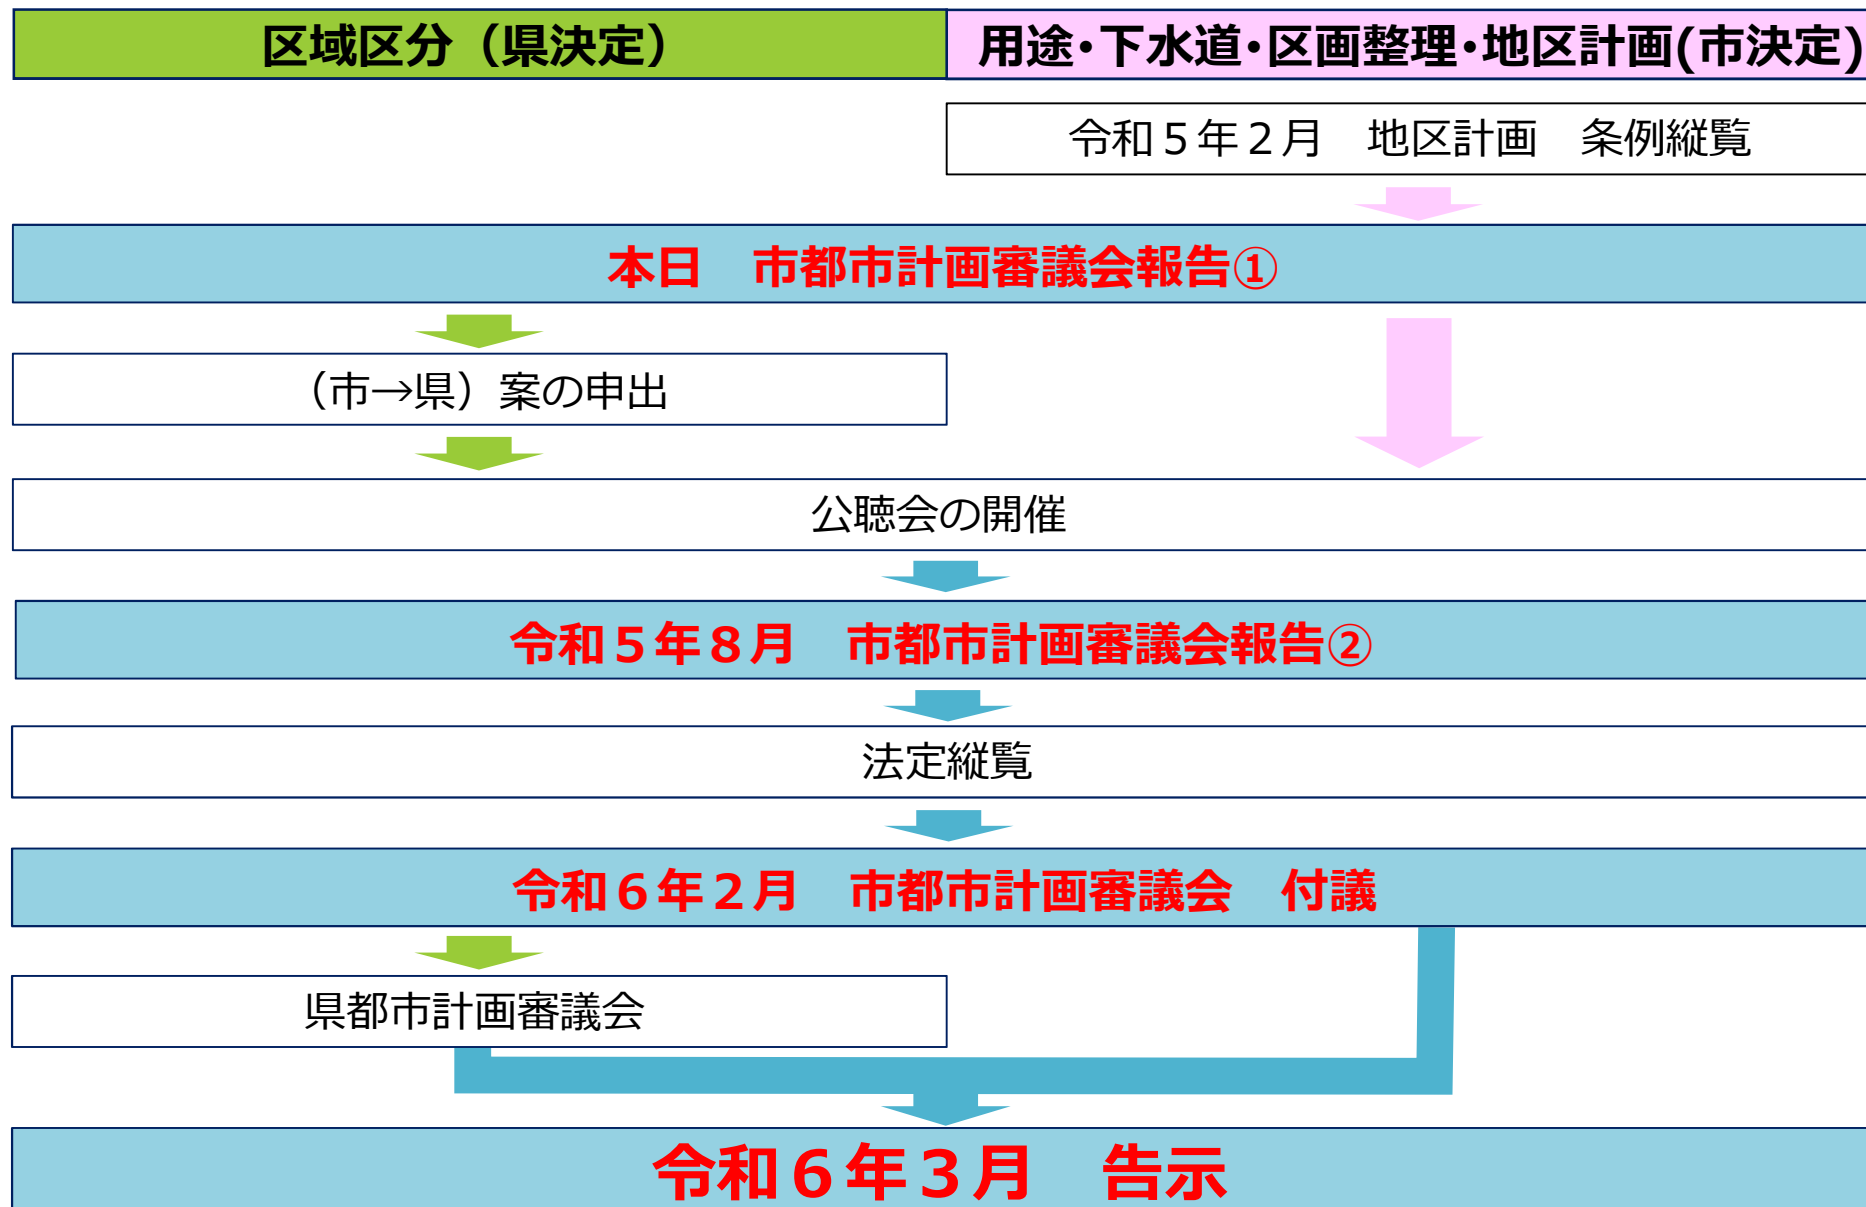 区域区分（県決定）
用途・下水道・区画整理・地区計画(市決定)
令和５年２月　地区計画　条例縦覧
本日　市都市計画審議会報告①
（市→県）案の申出
公聴会の開催
令和５年８月　市都市計画審議会報告②
法定縦覧
令和６年２月　市都市計画審議会　付議
県都市計画審議会
令和６年３月　告示